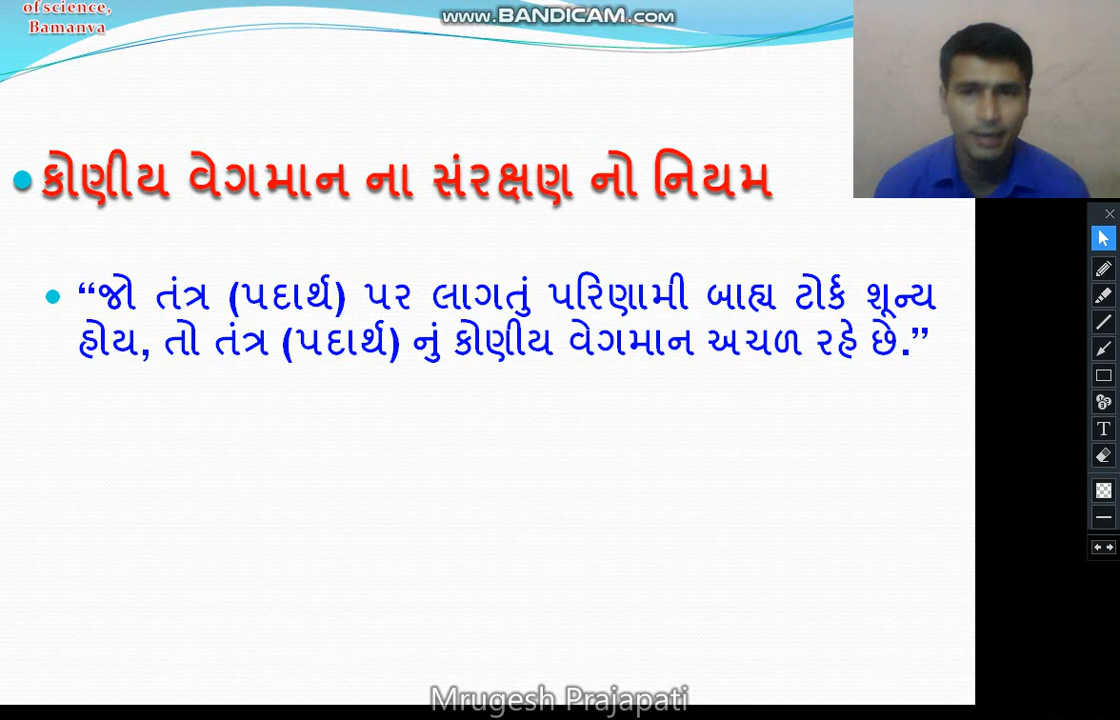 of science,
Bamanva
WWW.BANDICAM.COM
કોણીય વેગમાન ના સંરક્ષણ નો નિયમ
“જો તંત્ર (પદાર્થ) પર લાગતું પરિણામી બાહ્ય ટોર્ક શૂન્ય
હોય, તો તંત્ર (પદાર્થ) નું કોણીય વેગમાન અચળ રહે છે.”
Mrugesh Prajapati